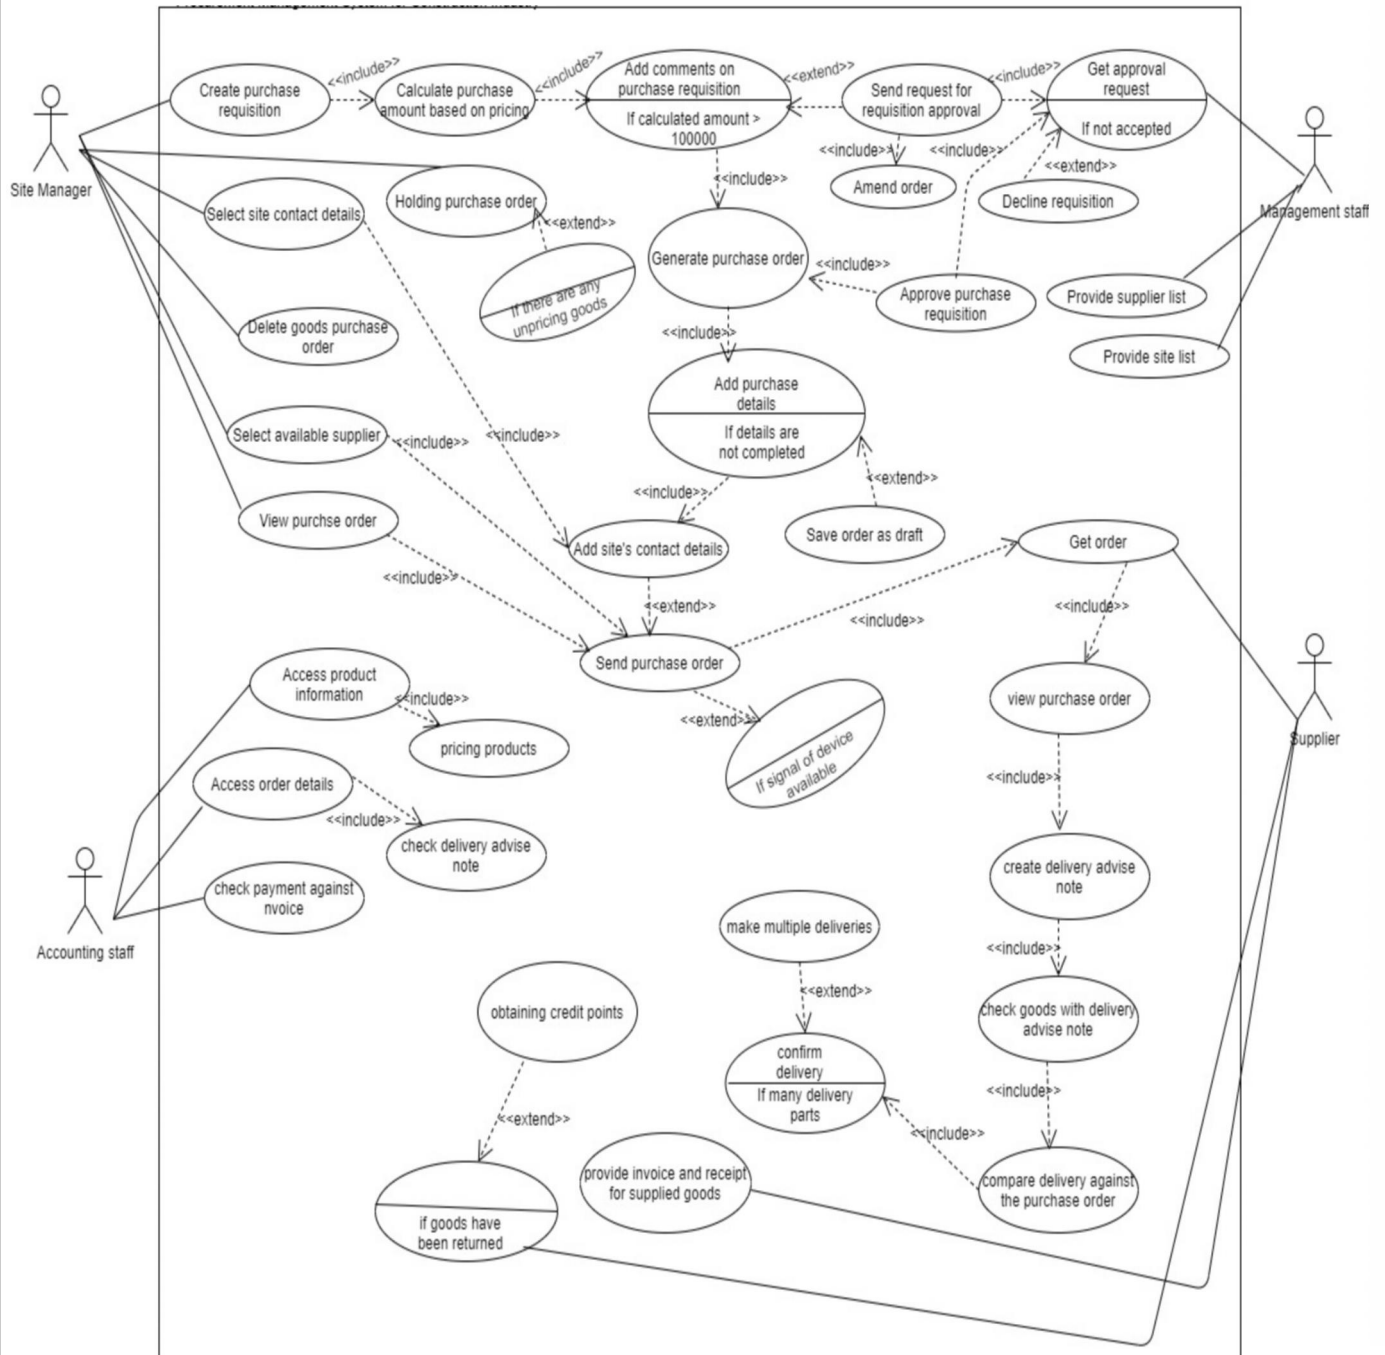 Procurement Management System for Construction Industry
Create purchase
requisition
<<include>>
Calculate purchase
amount based on pricing
<<include>>
Add comments on
purchase requisition
If calculated amount >
100000
<<extend>>
Send request for
requisition approval
<<include>>
Get approval
request
If not accepted
Site Manager
Management staff
<<include>>
Amend order
<<include>>
<<extend>>
Decline requisition
<<include>>
Select site contact details
Holding purchase order
<<extend>>
If there are any
unpricing goods
Generate purchase order
<<include>>
Approve purchase
requisition
Provide supplier list
Provide site list
Delete goods purchase
order
<<include>>
Add purchase
details
If details are
not completed
Select available supplier
<<include>>
<<include>>
<<extend>>
<<include>>
View purchse order
Save order as draft
Get order
Add site's contact details
<<include>>
<<extend>>
<<include>>
<<include>>
Send purchase order
Access product
information
<<include>>
pricing products
<<extend>>
If signal of device
available
view purchase order
Supplier
Access order details
<<include>>
check delivery advise
note
<<include>>
create delivery advise
note
check payment against
nvoice
Accounting staff
make multiple deliveries
<<include>>
<<extend>>
obtaining credit points
check goods with delivery
advise note
confirm
delivery
If many delivery
parts
<<include>>
<<extend>>
<<include>>
provide invoice and receipt
for supplied goods
compare delivery against
the purchase order
if goods have
been returned